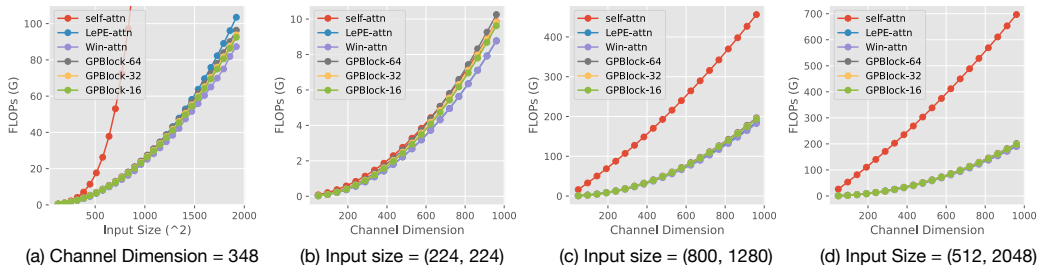 self-attn
LePE-attn
Win-attn
GPBlock-64
GPBlock-32
GPBlock-16
FLOPs (G)
100
80
60
40
20
0
500
1000
1500
2000
Input Size (^2)
(a) Channel Dimension = 348
self-attn
LePE-attn
Win-attn
GPBlock-64
GPBlock-32
GPBlock-16
FLOPs (G)
10
8
6
4
2
0
200
400
600
800
1000
Channel Dimension
(b) Input size = (224, 224)
self-attn
LePE-attn
Win-attn
GPBlock-64
GPBlock-32
GPBlock-16
FLOPs (G)
400
300
200
100
0
200
400
600
800
1000
Channel Dimension
(c) Input size = (800, 1280)
self-attn
LePE-attn
Win-attn
GPBlock-64
GPBlock-32
GPBlock-16
FLOPs (G)
700
600
500
400
300
200
100
0
200
400
600
800
1000
Channel Dimension
(d) Input Size = (512, 2048)